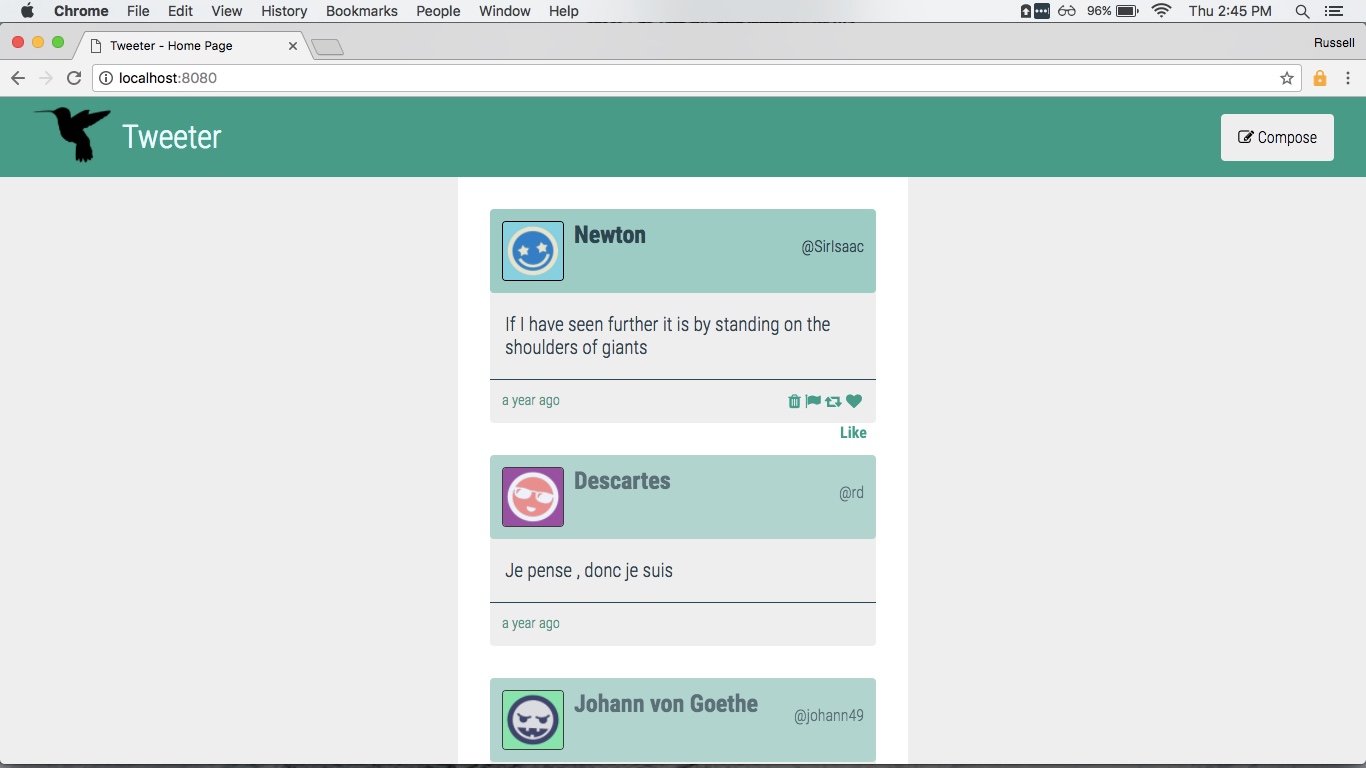 Chrome File Edit View History Bookmarks People Window Help 96% Thu 2:45 PM
Tweeter - Home Page Russell
localhost:8080
Tweeter Compose
Newton
@SirIsaac
If I have seen further it is by standing on the
shoulders of giants
a year ago
Like
Descartes
@rd
Je pense , donc je suis
a year ago
Johann von Goethe
@johann49